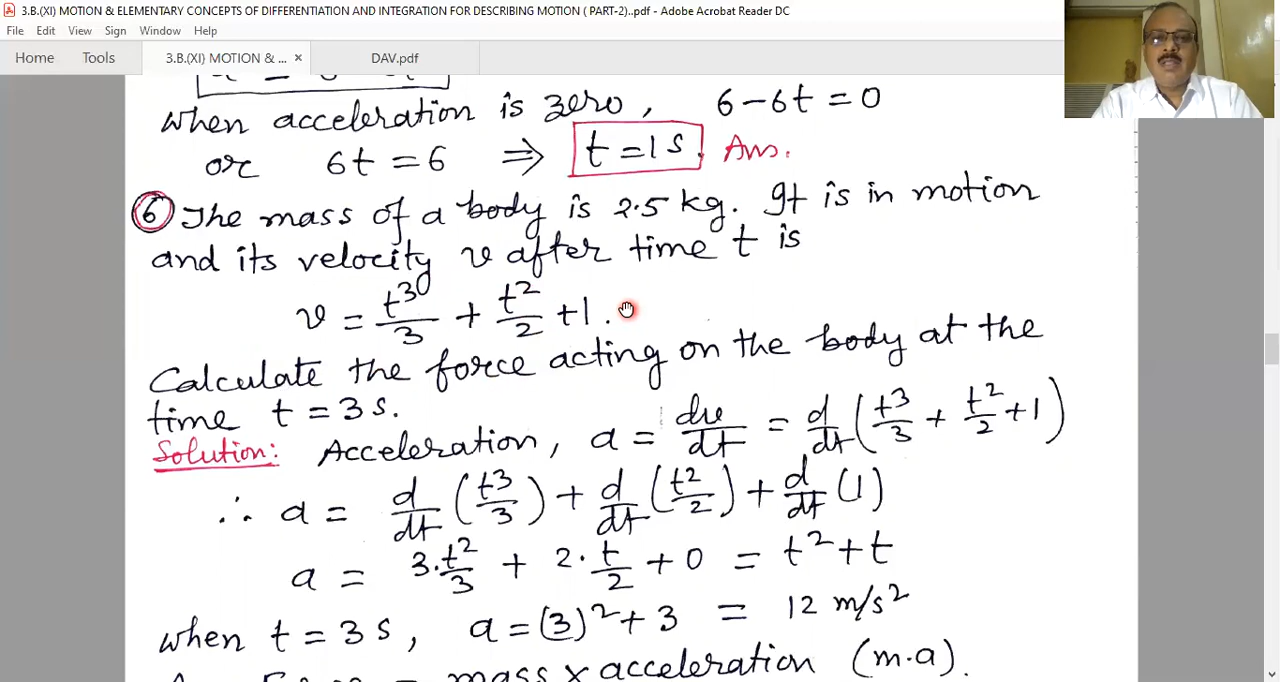 3.B.(XI) MOTION & ELEMENTARY CONCEPTS OF DIFFERENTIATION AND INTEGRATION FOR DESCRIBING MOTION ( PART-2)..pdf - Adobe Acrobat Reader DC
File Edit View Sign Window Help
Home Tools 3.B.(XI) MOTION & ... × DAV.pdf
when acceleration is zero, 6-6t = 0
or 6t = 6 ⇒ t = 1 s. Ans.
6 The mass of a body is 2.5 kg. It is in motion
and its velocity v after time t is
v = t³/3 + t²/2 + 1.
Calculate the force acting on the body at the
time t = 3 s.
Solution: Acceleration, a = dv/dt = d/dt (t³/3 + t²/2 + 1)
∴ a = d/dt (t³/3) + d/dt (t²/2) + d/dt (1)
a = 3·t²/3 + 2·t/2 + 0 = t² + t
when t = 3 s, a = (3)² + 3 = 12 m/s²
mass x acceleration (m.a).